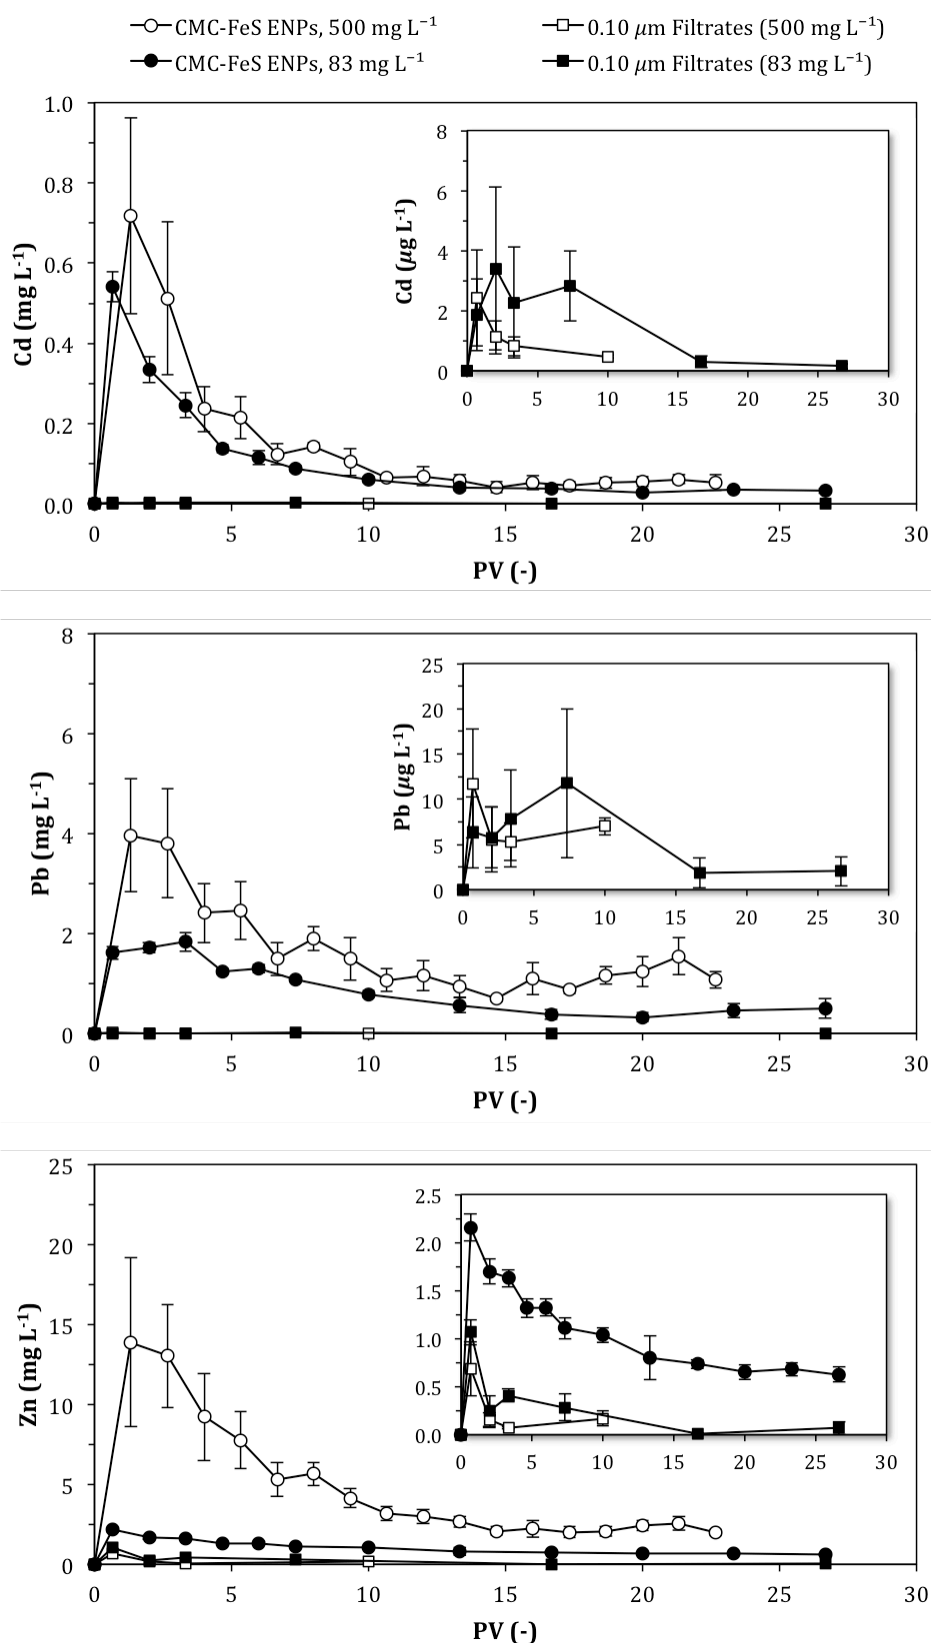 CMC-FeS ENPs, 500 mg L⁻¹
0.10 µm Filtrates (500 mg L⁻¹)
CMC-FeS ENPs, 83 mg L⁻¹
0.10 µm Filtrates (83 mg L⁻¹)
1.0
0.8
0.6
0.4
0.2
0.0
Cd (mg L⁻¹)
0 5 10 15 20 25 30
PV (-)
8
6
4
2
0
Cd (µg L⁻¹)
0 5 10 15 20 25 30
8
6
4
2
0
Pb (mg L⁻¹)
0 5 10 15 20 25 30
PV (-)
25
20
15
10
5
0
Pb (µg L⁻¹)
0 5 10 15 20 25 30
25
20
15
10
5
0
Zn (mg L⁻¹)
0 5 10 15 20 25 30
PV (-)
2.5
2.0
1.5
1.0
0.5
0.0
0 5 10 15 20 25 30